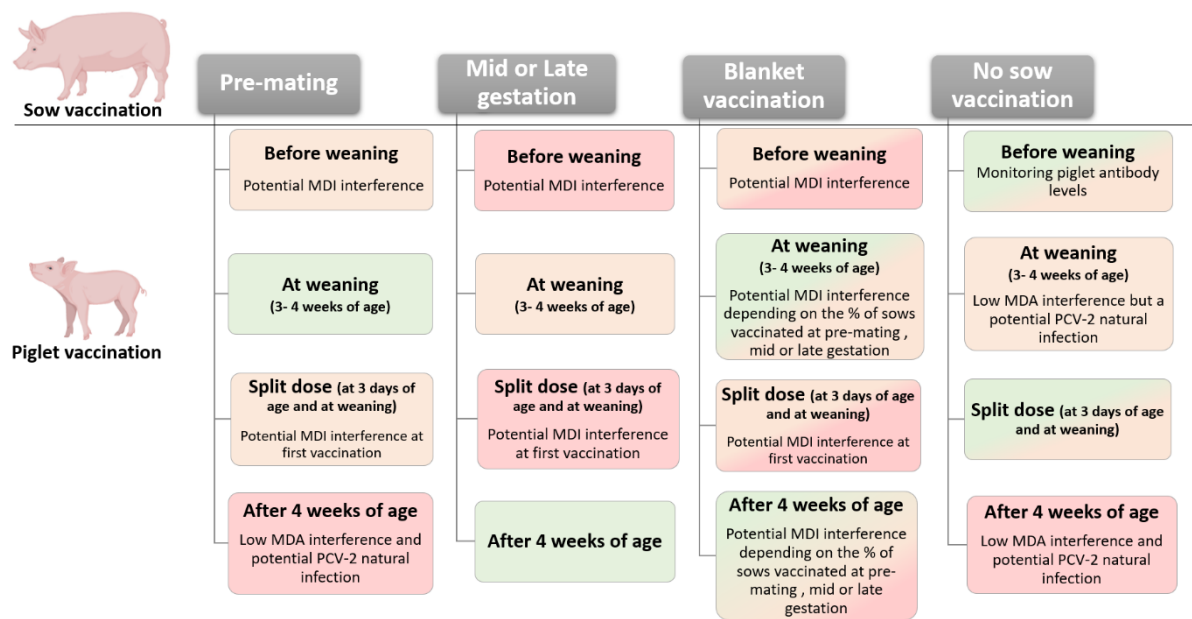 Sow vaccination
Pre-mating
Mid or Late
gestation
Blanket
vaccination
No sow
vaccination
Piglet vaccination
Before weaning
Potential MDI interference
At weaning
(3- 4 weeks of age)
Split dose (at 3 days of
age and at weaning)
Potential MDI interference at
first vaccination
After 4 weeks of age
Low MDA interference and
potential PCV-2 natural
infection
Before weaning
Potential MDI interference
At weaning
(3- 4 weeks of age)
Split dose (at 3 days of
age and at weaning)
Potential MDI interference
at first vaccination
After 4 weeks of age
Before weaning
Potential MDI interference
At weaning
(3- 4 weeks of age)
Potential MDI interference
depending on the % of sows
vaccinated at pre-mating ,
mid or late gestation
Split dose (at 3 days of age
and at weaning)
Potential MDI interference at
first vaccination
After 4 weeks of age
Potential MDI interference
depending on the % of
sows vaccinated at pre-
mating , mid or late
gestation
Before weaning
Monitoring piglet antibody
levels
At weaning
(3- 4 weeks of age)
Low MDA interference but a
potential PCV-2 natural
infection
Split dose (at 3 days of age
and at weaning)
After 4 weeks of age
Low MDA interference and
potential PCV-2 natural
infection